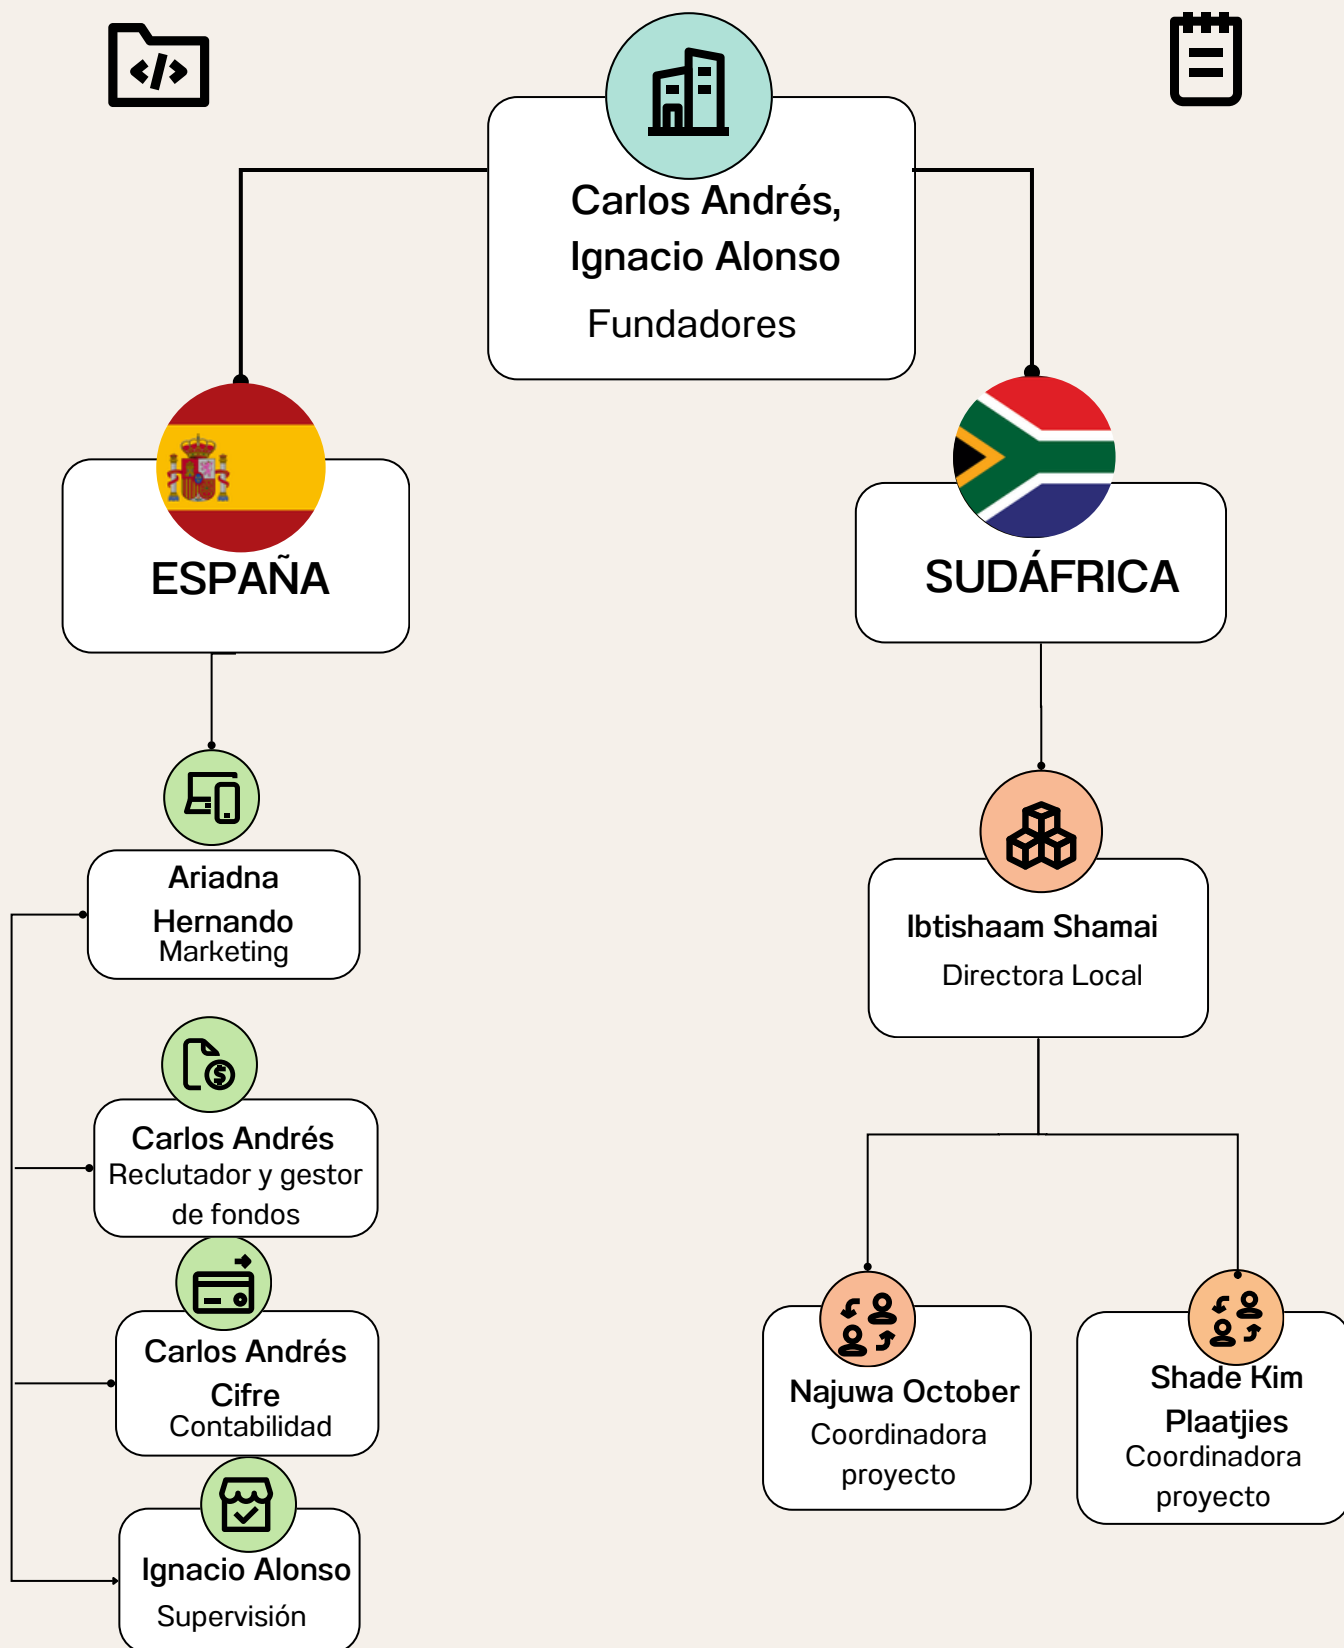 Carlos Andrés,
Ignacio Alonso
Fundadores
ESPAÑA
SUDÁFRICA
Ariadna
Hernando
Marketing
Carlos Andrés
Reclutador y gestor
de fondos
Carlos Andrés
Cifre
Contabilidad
Ignacio Alonso
Supervisión
Ibtishaam Shamai
Directora Local
Najuwa October
Coordinadora
proyecto
Shade Kim
Plaatjies
Coordinadora
proyecto